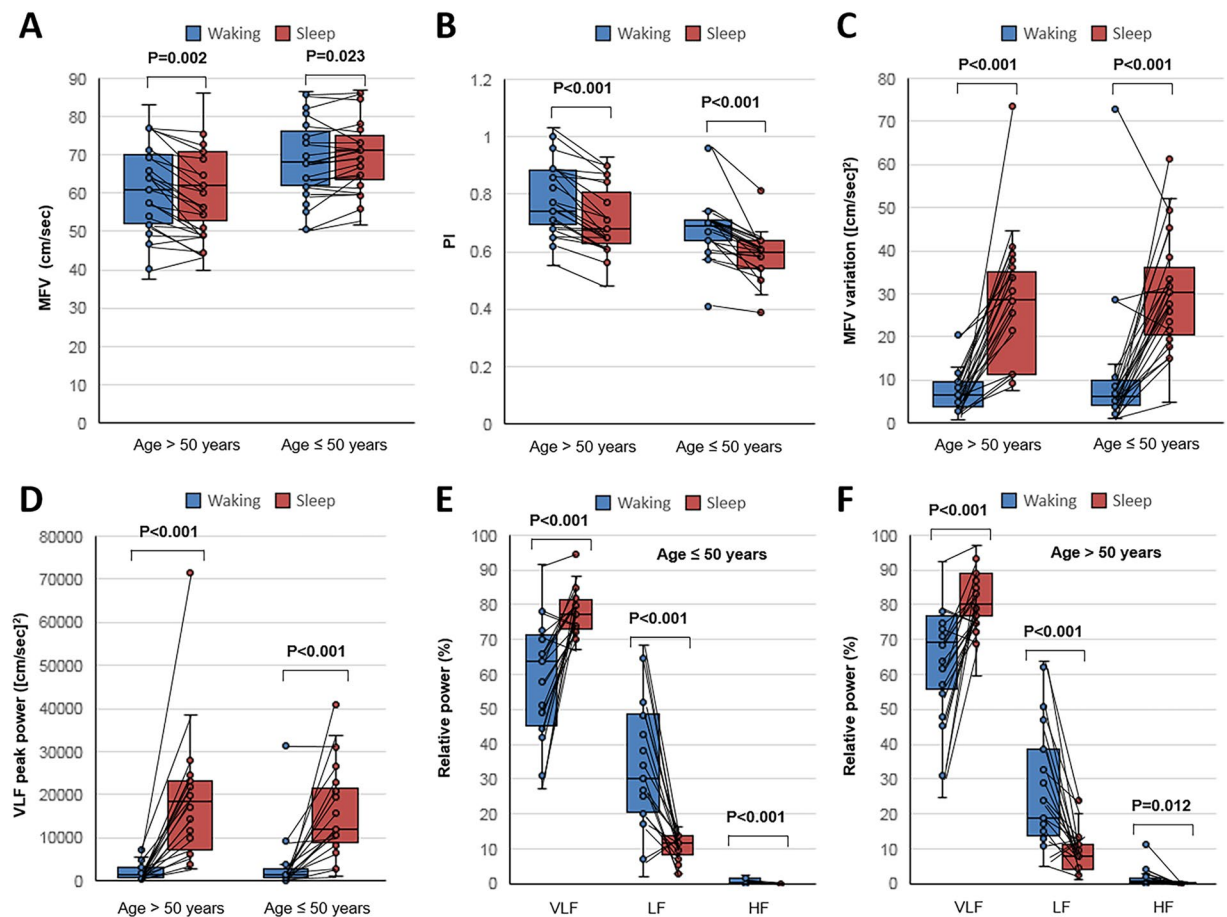 A
Waking Sleep
P=0.002
P=0.023
MFV (cm/sec)
90
80
70
60
50
40
30
20
10
0
Age > 50 years
Age ≤ 50 years
B
Waking Sleep
P<0.001
P<0.001
PI
1.2
1
0.8
0.6
0.4
0.2
0
Age > 50 years
Age ≤ 50 years
C
Waking Sleep
P<0.001
P<0.001
MFV variation ([cm/sec]²)
80
70
60
50
40
30
20
10
0
Age > 50 years
Age ≤ 50 years
D
Waking Sleep
P<0.001
P<0.001
VLF peak power ([cm/sec]²)
80000
70000
60000
50000
40000
30000
20000
10000
0
Age > 50 years
Age ≤ 50 years
E
Waking Sleep
P<0.001
Age ≤ 50 years
P<0.001
P<0.001
Relative power (%)
100
90
80
70
60
50
40
30
20
10
0
VLF
LF
HF
F
Waking Sleep
P<0.001
Age > 50 years
P<0.001
P=0.012
Relative power (%)
100
90
80
70
60
50
40
30
20
10
0
VLF
LF
HF